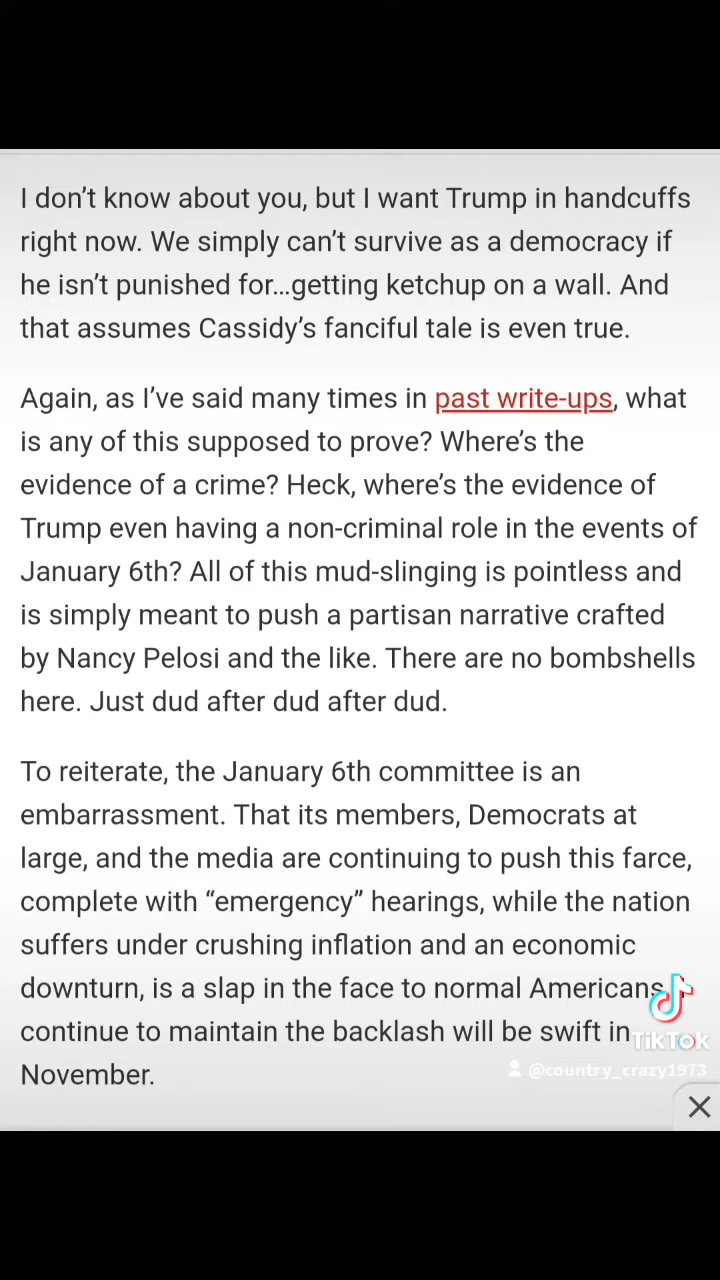 I don’t know about you, but I want Trump in handcuffs
right now. We simply can’t survive as a democracy if
he isn’t punished for…getting ketchup on a wall. And
that assumes Cassidy’s fanciful tale is even true.
Again, as I’ve said many times in past write-ups, what
is any of this supposed to prove? Where’s the
evidence of a crime? Heck, where’s the evidence of
Trump even having a non-criminal role in the events of
January 6th? All of this mud-slinging is pointless and
is simply meant to push a partisan narrative crafted
by Nancy Pelosi and the like. There are no bombshells
here. Just dud after dud after dud.
To reiterate, the January 6th committee is an
embarrassment. That its members, Democrats at
large, and the media are continuing to push this farce,
complete with “emergency” hearings, while the nation
suffers under crushing inflation and an economic
downturn, is a slap in the face to normal Americans
continue to maintain the backlash will be swift in
November.
TikTok
@country_crazy1973